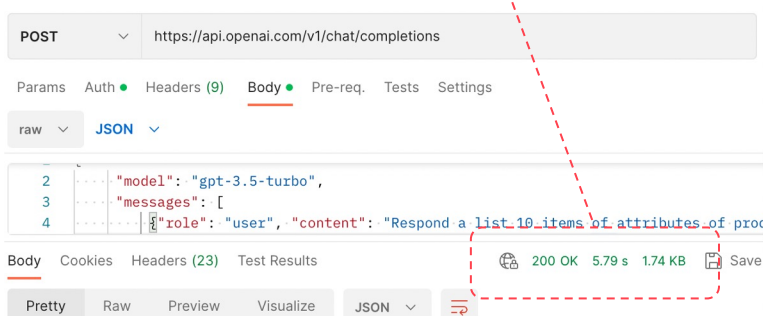 POST https://api.openai.com/v1/chat/completions
Params Auth Headers (9) Body Pre-req. Tests Settings
raw JSON
2 "model": "gpt-3.5-turbo",
3 "messages": [
4 {"role": "user", "content": "Respond a list 10 items of attributes of prod
Body Cookies Headers (23) Test Results 200 OK 5.79 s 1.74 KB Save
Pretty Raw Preview Visualize JSON